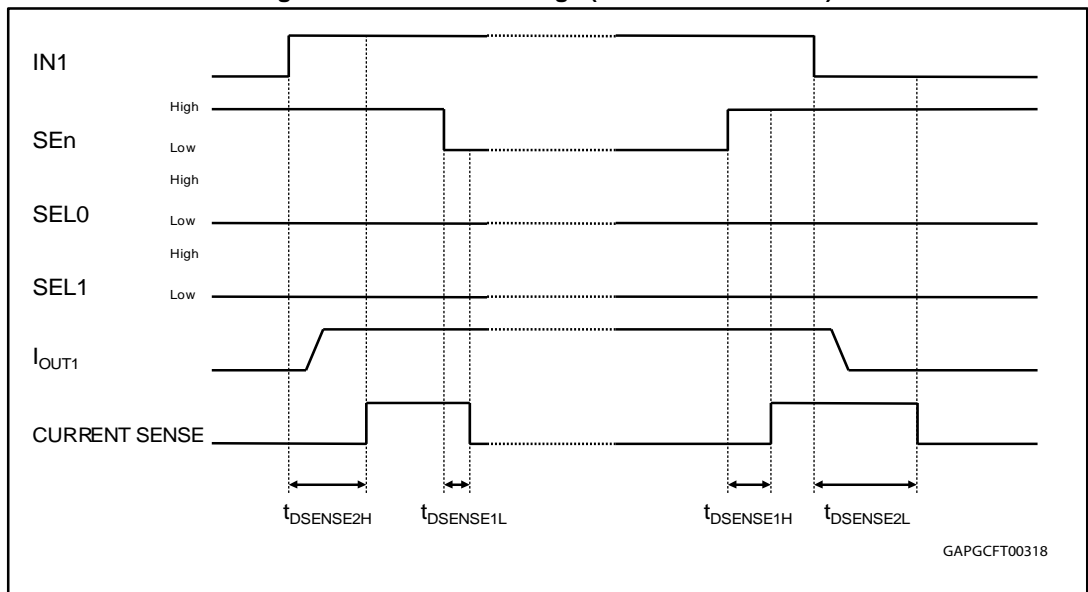 IN1
High
SEn
Low
High
SEL0
Low
High
SEL1
Low
IOUT1
CURRENT SENSE
tDSENSE2H
tDSENSE1L
tDSENSE1H
tDSENSE2L
GAPGCFT00318